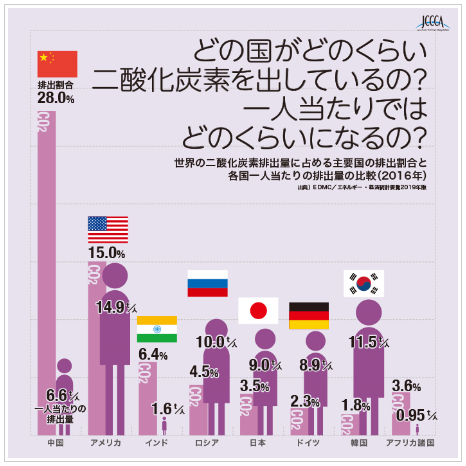 JCCCA
どの国がどのくらい
二酸化炭素を出しているの?
一人当たりでは
どのくらいになるの?
世界の二酸化炭素排出量に占める主要国の排出割合と
各国一人当たりの排出量の比較(2016年)
出典)EDMC/エネルギー・経済統計要覧2019年版
排出割合
28.0%
CO2
6.6t/人
一人当たりの
排出量
中国
15.0%
CO2
14.9t/人
アメリカ
6.4%
CO2
1.6t/人
インド
10.0t/人
4.5%
CO2
ロシア
9.0t/人
3.5%
CO2
日本
8.9t/人
2.3%
CO2
ドイツ
11.5t/人
1.8%
CO2
韓国
3.6%
CO2
0.95t/人
アフリカ諸国